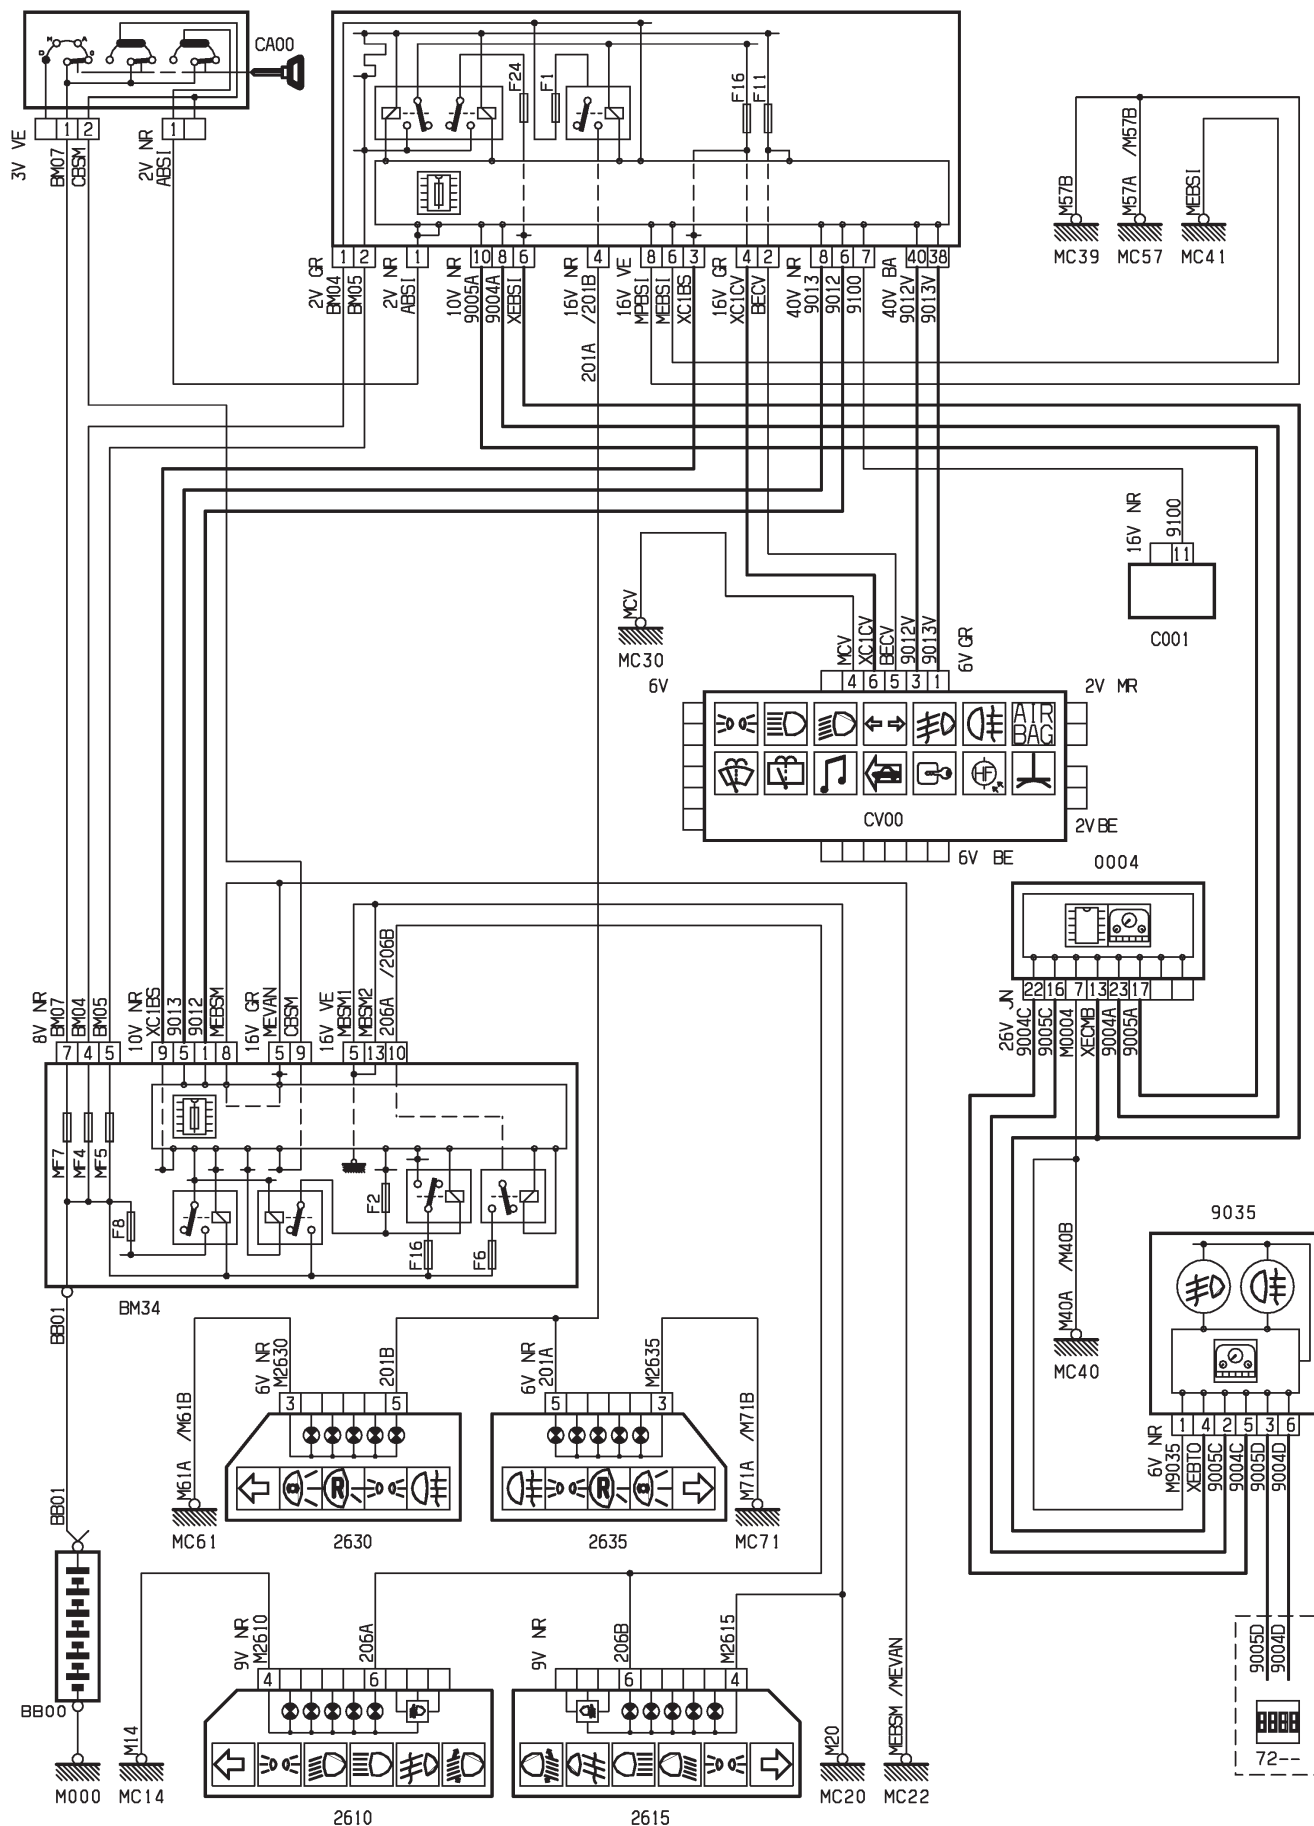 CA00
M
A
D
S
3V VE
1
2
BM07
CBSM
2V NR
1
ABSI
F24
F1
F16
F11
M57B
M57A /M57B
MEBSI
MC39
MC57
MC41
1
2
1
10
8
6
4
8
6
3
4
2
8
6
7
40
38
2V GR
BM04
BM05
2V NR
ABSI
10V NR
9005A
9004A
XEBSI
16V NR
/201B
201A
16V VE
MPBSI
MEBSI
XC1BS
16V GR
XC1CV
BECV
40V NR
9013
9012
9100
40V BA
9012V
9013V
16V NR
9100
11
C001
MCV
MC30
MCV
XC1CV
BECV
9012V
9013V
6V GR
4
6
5
3
1
6V
2V MR
AIR
BAG
HF
CV00
2V BE
6V BE
0004
22
16
7
13
23
17
26V JN
9004C
9005C
M0004
XECMB
9004A
9005A
8V NR
BM07
BM04
BM05
10V NR
XC1BS
9013
9012
MEBSM
16V GR
MEVAN
CBSM
16V VE
MBSM1
MBSM2
206A /206B
7
4
5
9
5
1
8
5
9
5
13
10
MF7
MF4
MF5
F8
F2
F16
F6
BM34
BB01
BB01
BB00
M000
M40A /M40B
MC40
9035
1
4
2
5
3
6
6V NR
M9035
XEBTO
9005C
9004C
9005D
9004D
9005D
9004D
72--
M61A /M61B
MC61
6V NR
M2630
201B
3
5
R
2630
6V NR
201A
M2635
5
3
R
2635
M71A /M71B
MC71
M14
MC14
9V NR
M2610
206A
4
6
2610
9V NR
206B
M2615
6
4
2615
M20
MC20
MEBSM /MEVAN
MC22